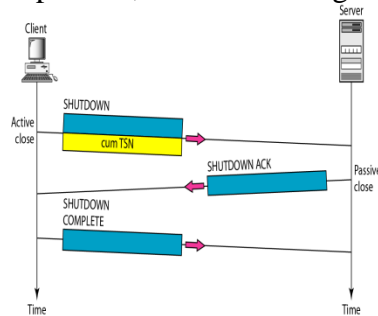 Client
Server
SHUTDOWN
Active
close
cum TSN
SHUTDOWN ACK
Passive
close
SHUTDOWN
COMPLETE
Time
Time